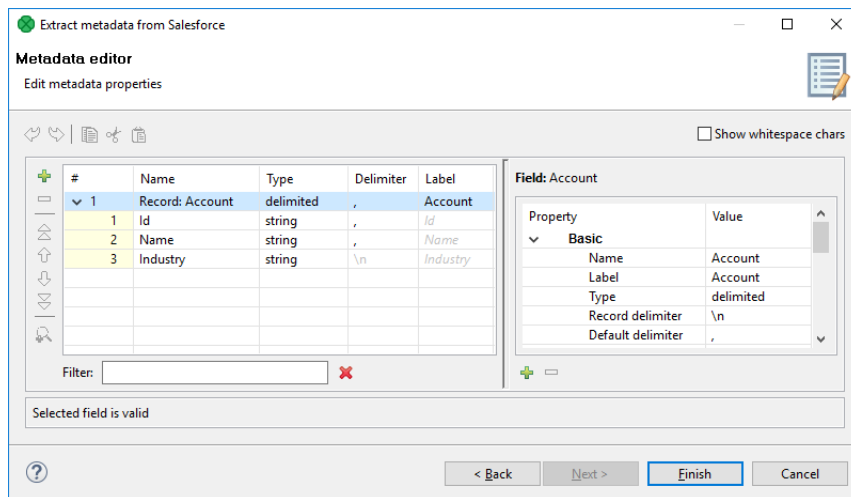 Extract metadata from Salesforce
Metadata editor
Edit metadata properties
Show whitespace chars
# Name Type Delimiter Label
1 Record: Account delimited , Account
1 Id string , Id
2 Name string , Name
3 Industry string \n Industry
Filter:
Field: Account
Property Value
Basic
Name Account
Label Account
Type delimited
Record delimiter \n
Default delimiter ,
Selected field is valid
? < Back Next > Finish Cancel